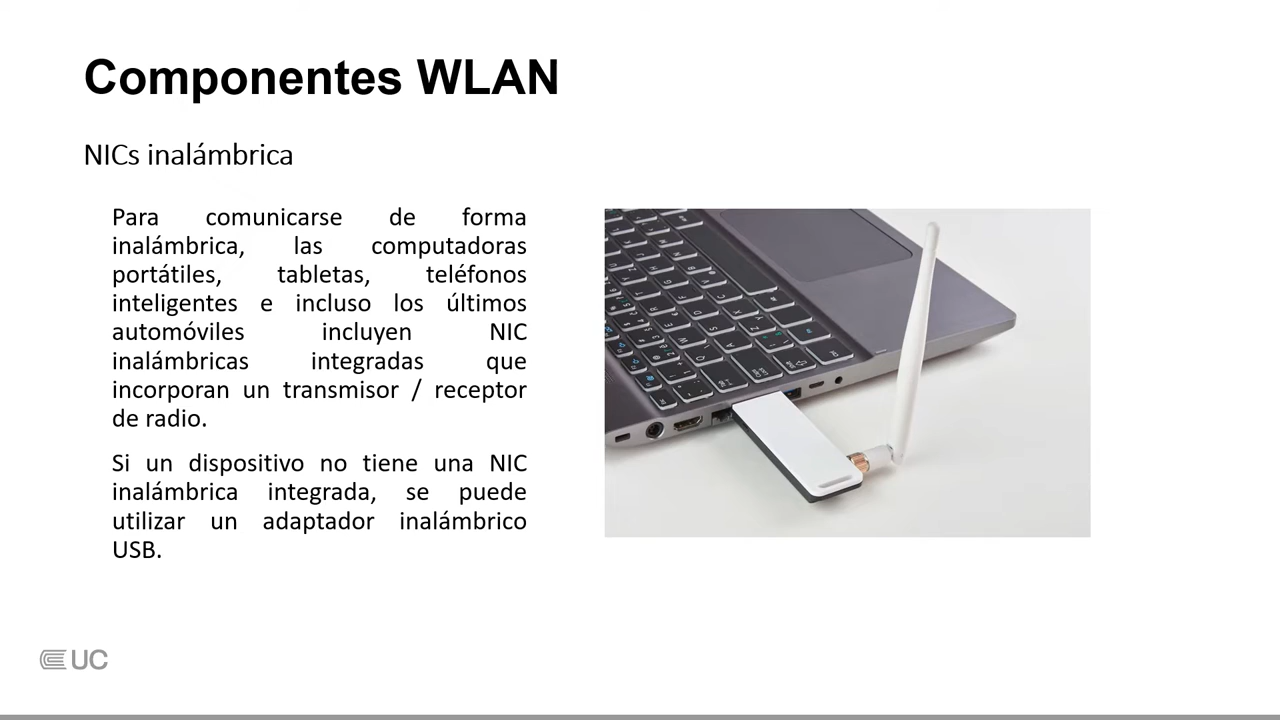 Componentes WLAN
NICs inalámbrica
Para comunicarse de forma
inalámbrica, las computadoras
portátiles, tabletas, teléfonos
inteligentes e incluso los últimos
automóviles incluyen NIC
inalámbricas integradas que
incorporan un transmisor / receptor
de radio.
Si un dispositivo no tiene una NIC
inalámbrica integrada, se puede
utilizar un adaptador inalámbrico
USB.
UC